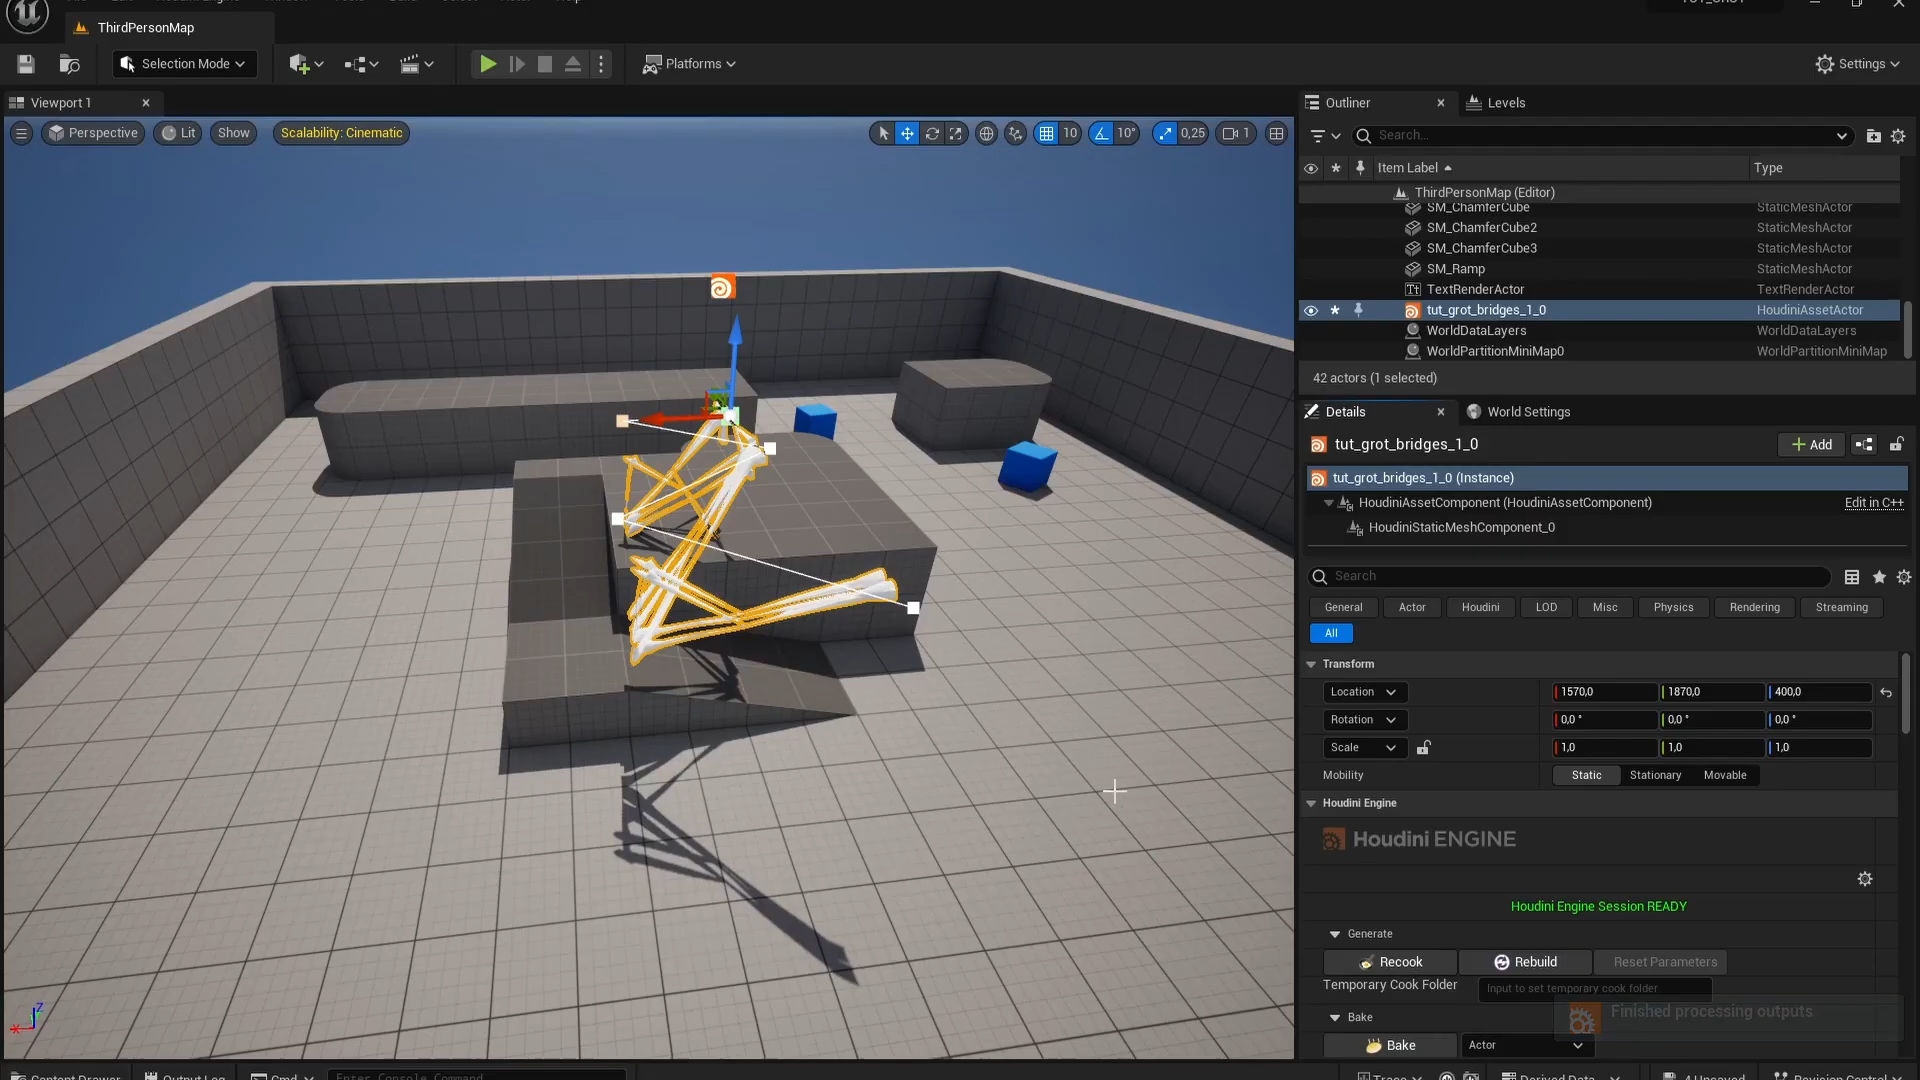 ThirdPersonMap
Selection Mode
Platforms
Settings
Viewport 1
Outliner
Levels
Perspective
Lit
Show
Scalability: Cinematic
10
10°
0,25
1
Search...
Item Label
Type
ThirdPersonMap (Editor)
SM_ChamferCube StaticMeshActor
SM_ChamferCube2 StaticMeshActor
SM_ChamferCube3 StaticMeshActor
SM_Ramp StaticMeshActor
Tt TextRenderActor TextRenderActor
tut_grot_bridges_1_0 HoudiniAssetActor
WorldDataLayers WorldDataLayers
WorldPartitionMiniMap0 WorldPartitionMiniMap
42 actors (1 selected)
Details
World Settings
tut_grot_bridges_1_0
Add
tut_grot_bridges_1_0 (Instance)
HoudiniAssetComponent (HoudiniAssetComponent) Edit in C++
HoudiniStaticMeshComponent_0
Search
General Actor Houdini LOD Misc Physics Rendering Streaming
All
Transform
Location 1570,0 1870,0 400,0
Rotation 0,0 ° 0,0 ° 0,0 °
Scale 1,0 1,0 1,0
Mobility Static Stationary Movable
Houdini Engine
Houdini ENGINE
Houdini Engine Session READY
Generate
Recook Rebuild Reset Parameters
Temporary Cook Folder Input to set temporary cook folder
Finished processing outputs
Bake
Bake Actor
Z
X
Content Drawer Output Log Cmd Enter Console Command
Trace Derived Data 4 Unsaved Revision Control